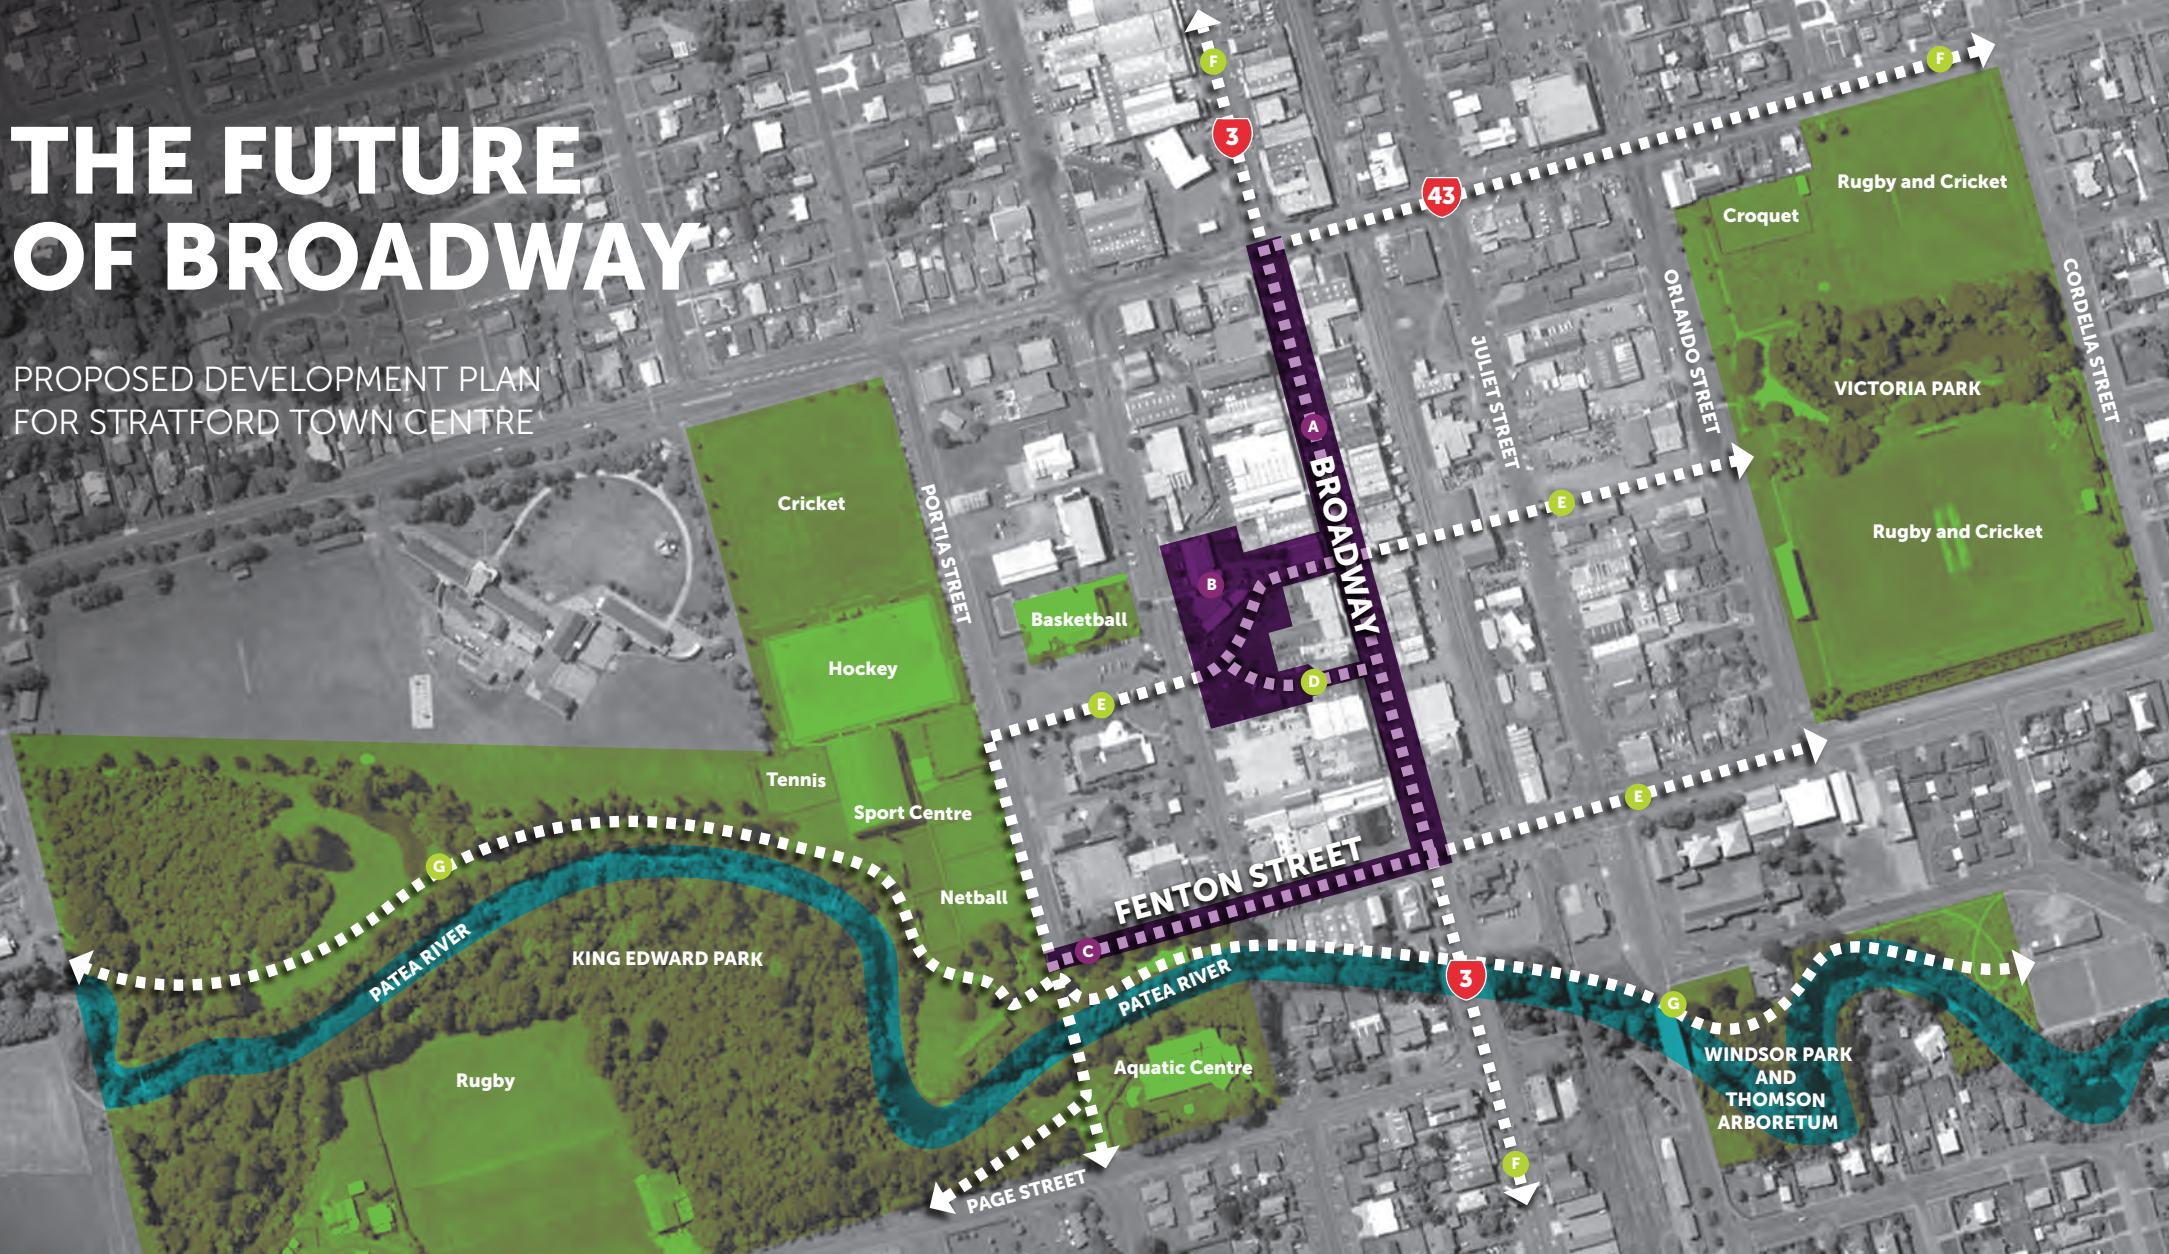 THE FUTURE
OF BROADWAY
PROPOSED DEVELOPMENT PLAN
FOR STRATFORD TOWN CENTRE
F
3
F
43
Rugby and Cricket
Croquet
CORDELIA STREET
ORLANDO STREET
JULIET STREET
VICTORIA PARK
A
BROADWAY
E
Rugby and Cricket
Cricket
PORTIA STREET
B
Basketball
Hockey
D
E
Tennis
Sport Centre
E
G
FENTON STREET
Netball
C
PATEA RIVER
KING EDWARD PARK
PATEA RIVER
3
G
WINDSOR PARK
AND
THOMSON
ARBORETUM
Aquatic Centre
Rugby
F
PAGE STREET